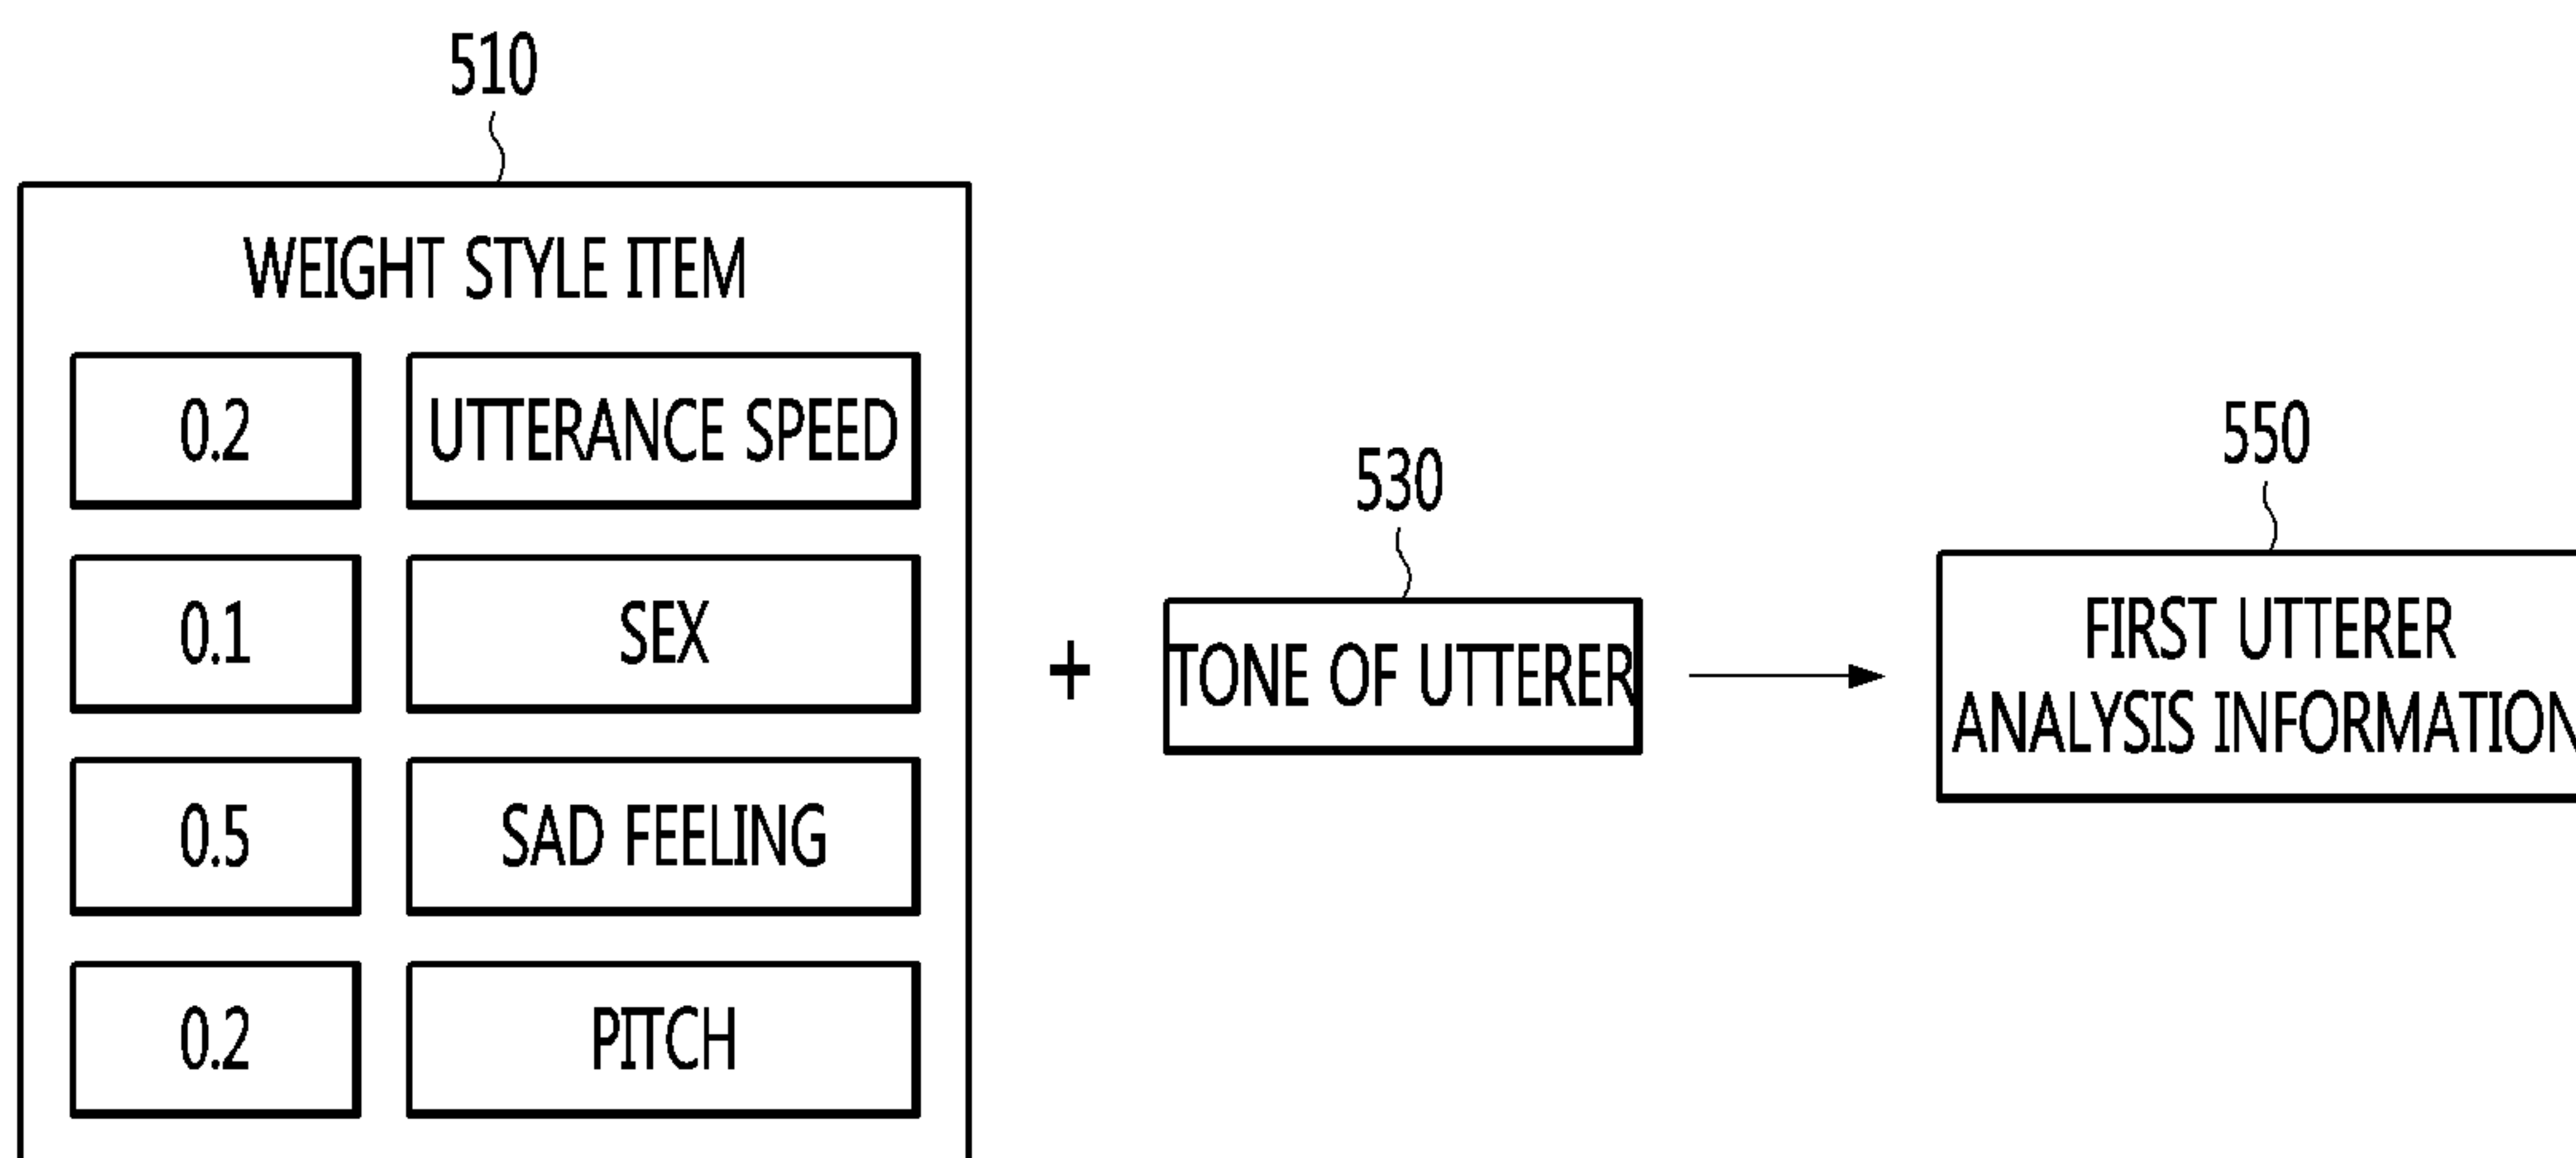 510
WEIGHT STYLE ITEM
0.2 UTTERANCE SPEED
0.1 SEX
0.5 SAD FEELING
0.2 PITCH
+
530
TONE OF UTTERER
550
FIRST UTTERER
ANALYSIS INFORMATION